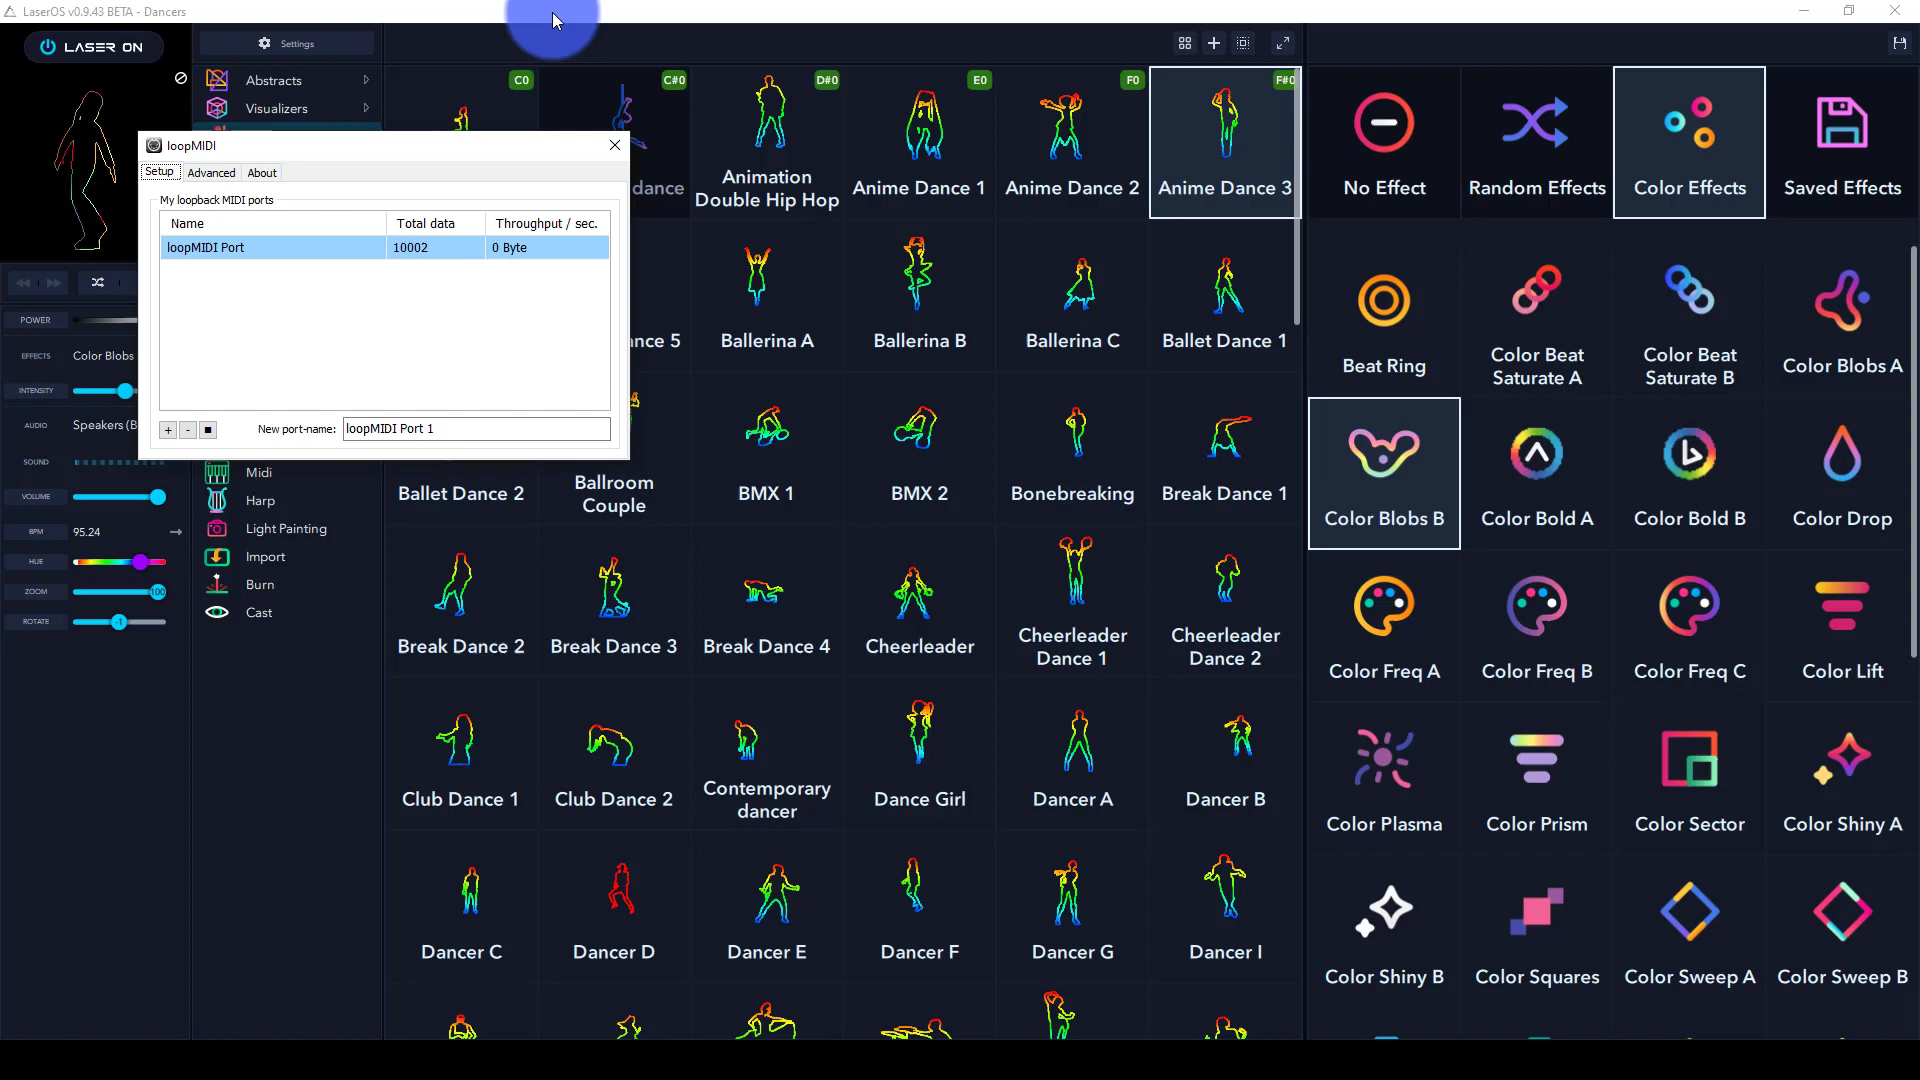 LaserOS v0.9.43 BETA - Dancers
LASER ON
Settings
Abstracts
Visualizers
loopMIDI
Setup
Advanced
About
My loopback MIDI ports
Name
Total data
Throughput / sec.
loopMIDI Port
10002
0 Byte
+
-
New port-name:
loopMIDI Port 1
POWER
EFFECTS
Color Blobs
INTENSITY
AUDIO
Speakers (B
SOUND
VOLUME
BPM
95.24
HUE
ZOOM
100
ROTATE
-1
Midi
Harp
Light Painting
Import
Burn
Cast
C0
C#0
D#0
E0
F0
F#0
dance
Animation
Double Hip Hop
Anime Dance 1
Anime Dance 2
Anime Dance 3
nce 5
Ballerina A
Ballerina B
Ballerina C
Ballet Dance 1
Ballet Dance 2
Ballroom
Couple
BMX 1
BMX 2
Bonebreaking
Break Dance 1
Break Dance 2
Break Dance 3
Break Dance 4
Cheerleader
Cheerleader
Dance 1
Cheerleader
Dance 2
Club Dance 1
Club Dance 2
Contemporary
dancer
Dance Girl
Dancer A
Dancer B
Dancer C
Dancer D
Dancer E
Dancer F
Dancer G
Dancer I
No Effect
Random Effects
Color Effects
Saved Effects
Beat Ring
Color Beat
Saturate A
Color Beat
Saturate B
Color Blobs A
Color Blobs B
Color Bold A
Color Bold B
Color Drop
Color Freq A
Color Freq B
Color Freq C
Color Lift
Color Plasma
Color Prism
Color Sector
Color Shiny A
Color Shiny B
Color Squares
Color Sweep A
Color Sweep B